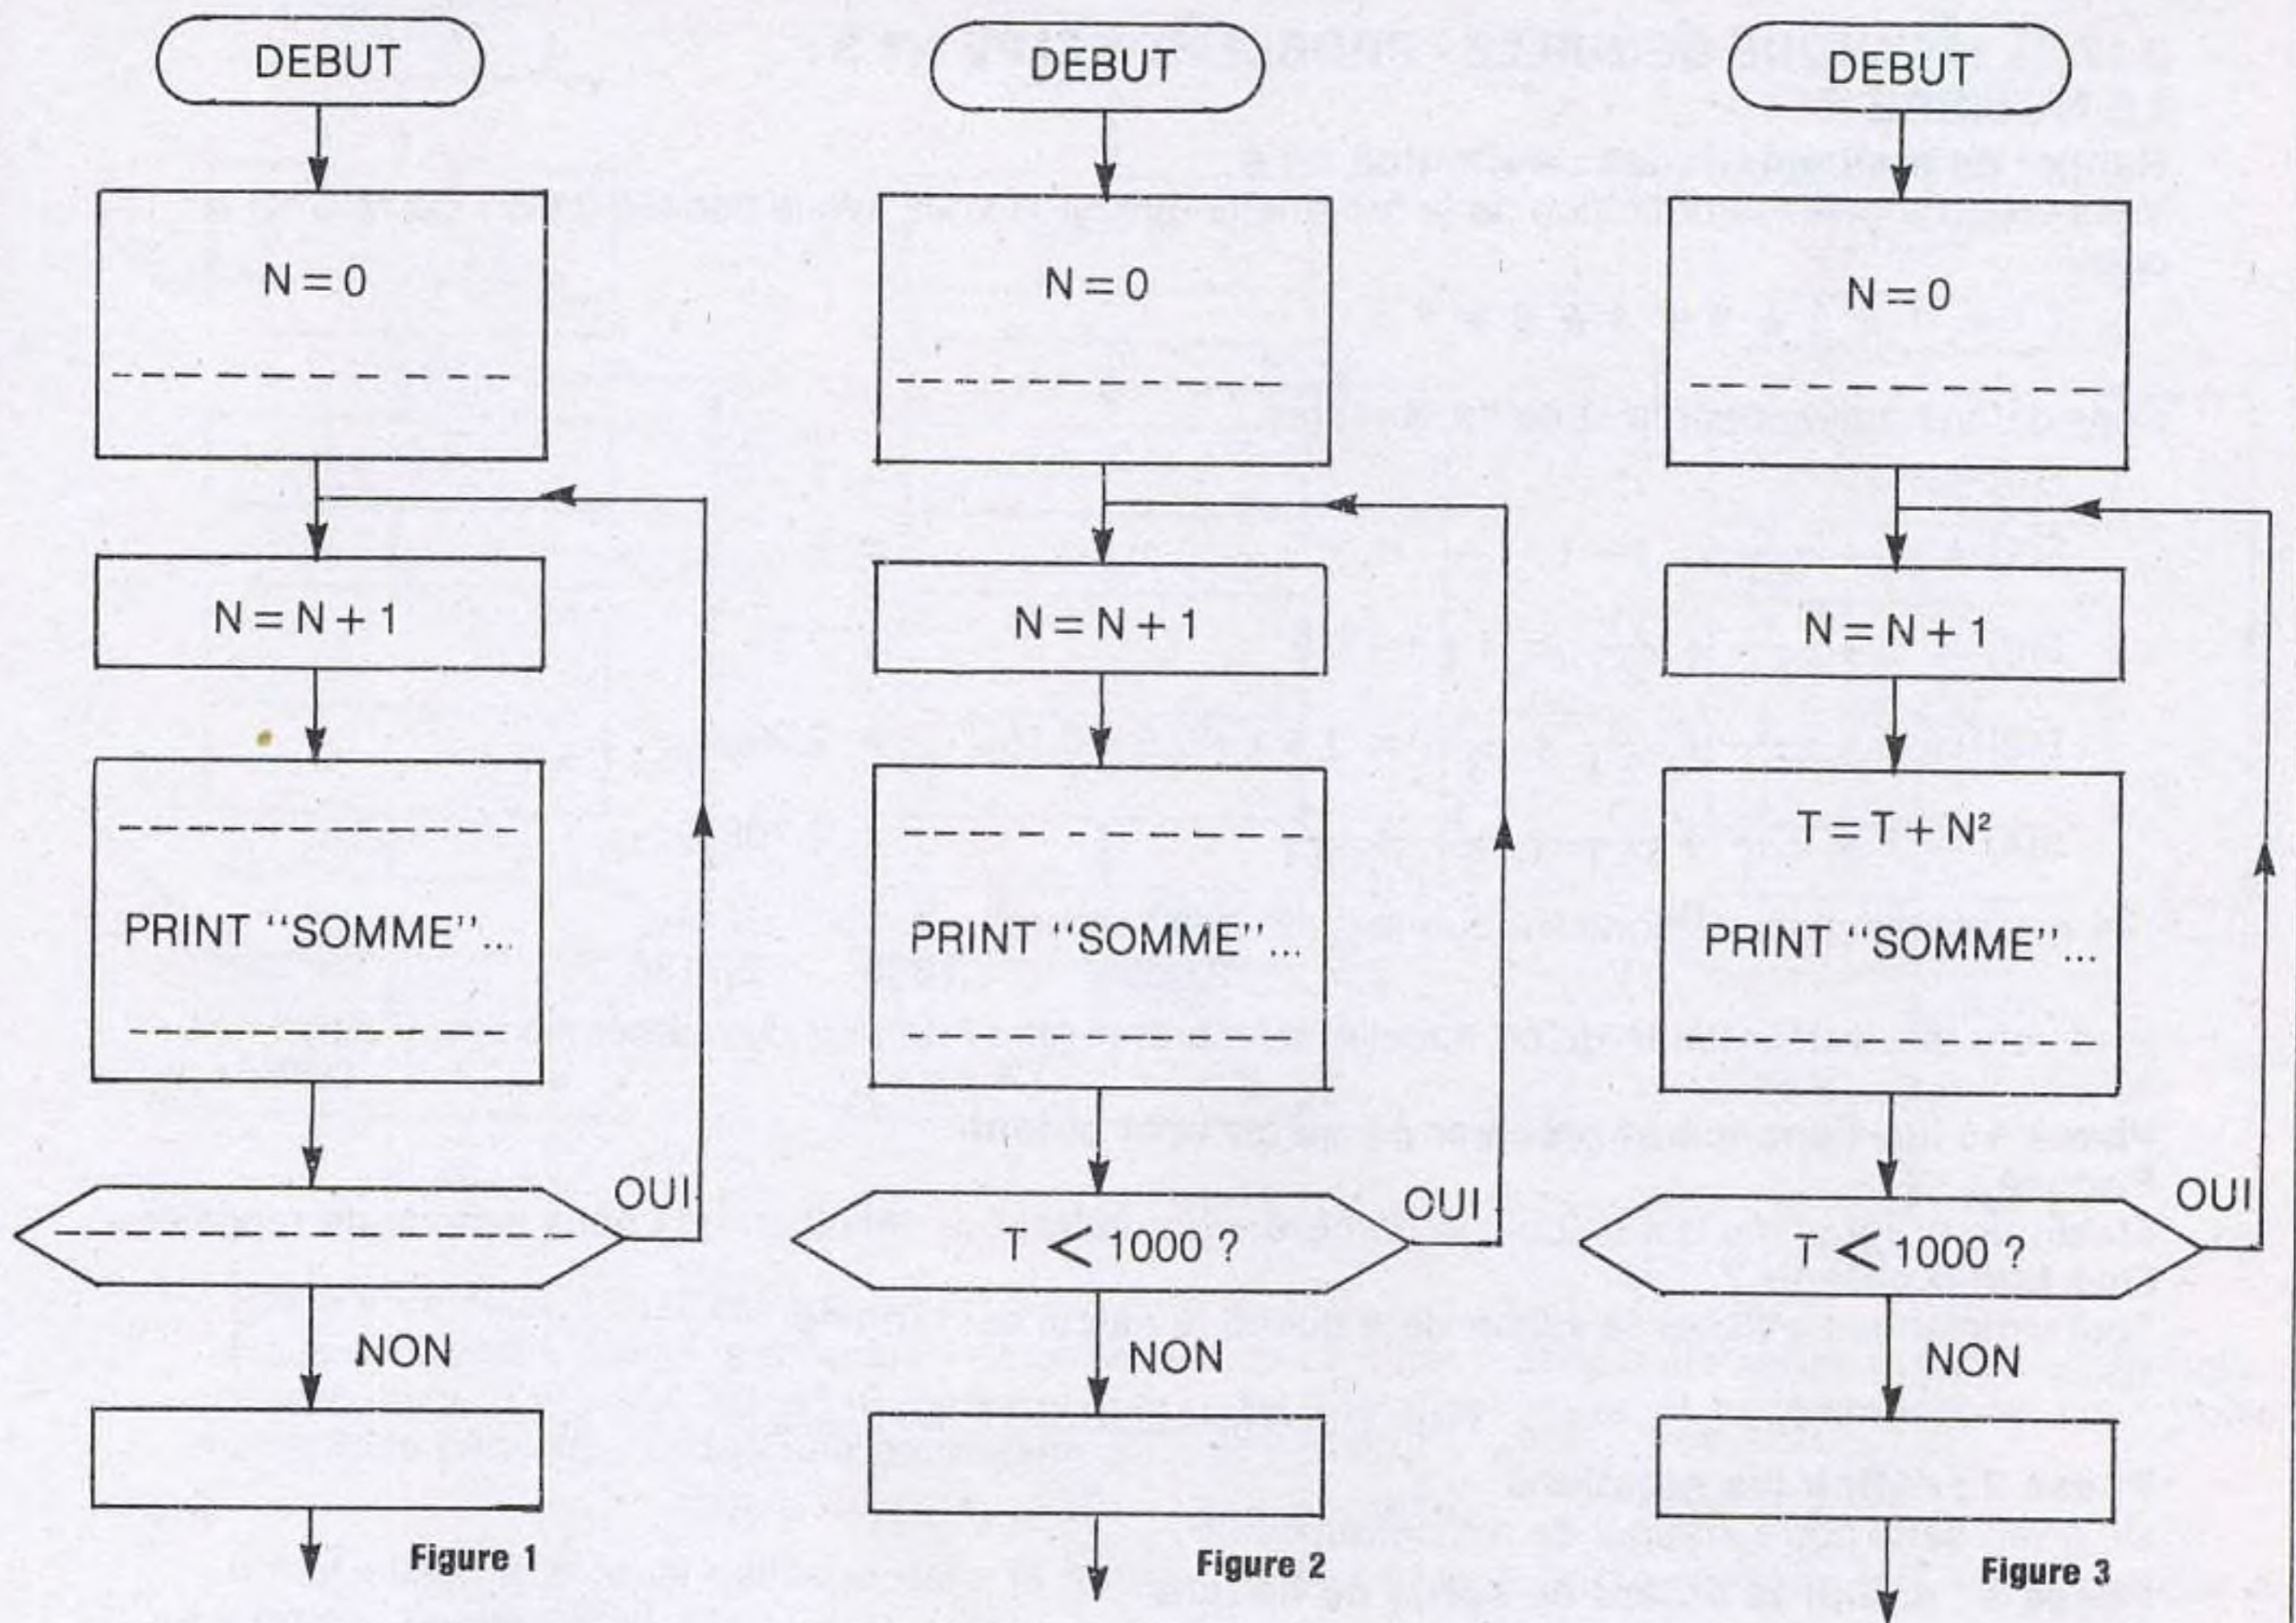 DEBUT
N = 0
N = N + 1
PRINT “SOMME”...
OUI
NON
Figure 1
DEBUT
N = 0
N = N + 1
PRINT “SOMME”...
T < 1000 ?
OUI
NON
Figure 2
DEBUT
N = 0
N = N + 1
T = T + N²
PRINT “SOMME”...
T < 1000 ?
OUI
NON
Figure 3